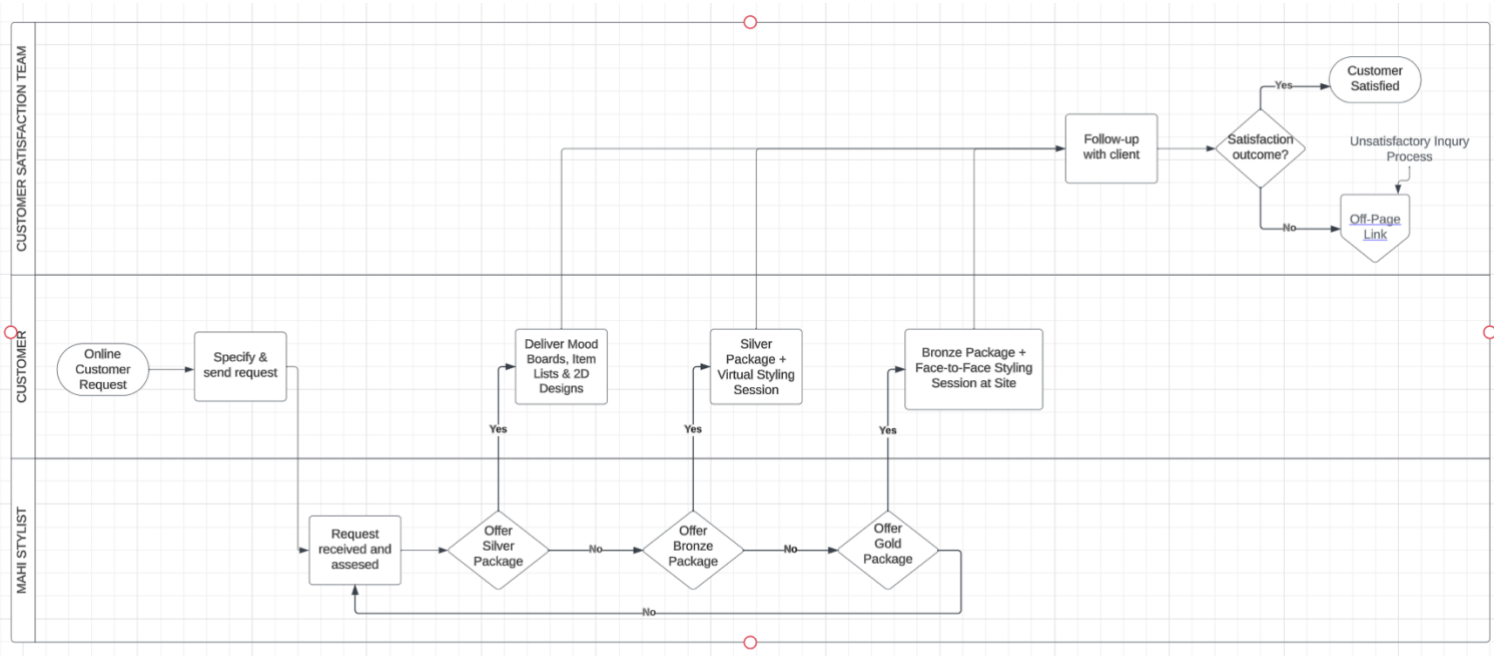 CUSTOMER SATISFACTION TEAM
Customer
Satisfied
Yes
Follow-up
with client
Satisfaction
outcome?
Unsatisfactory Inqury
Process
No
Off-Page
Link
CUSTOMER
Online
Customer
Request
Specify &
send request
Deliver Mood
Boards, Item
Lists & 2D
Designs
Silver
Package +
Virtual Styling
Session
Bronze Package +
Face-to-Face Styling
Session at Site
Yes
Yes
Yes
MAHI STYLIST
Request
received and
assesed
Offer
Silver
Package
No
Offer
Bronze
Package
No
Offer
Gold
Package
No